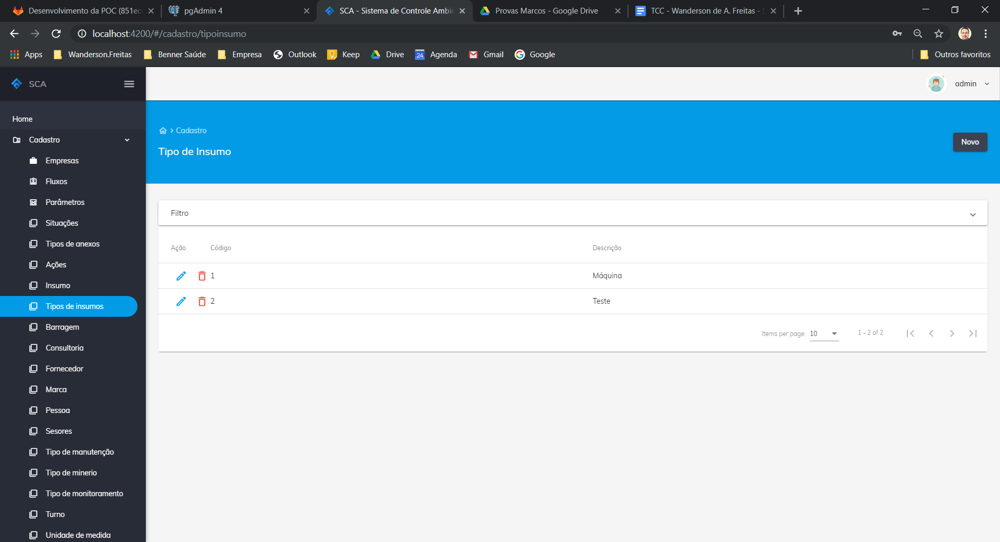 Desenvolvimento da POC (851ec
pgAdmin 4
SCA - Sistema de Controle Ambie
Provas Marcos - Google Drive
TCC - Wanderson de A. Freitas - S
localhost:4200/#/cadastro/tipoinsumo
Apps
Wanderson.Freitas
Benner Saúde
Empresa
Outlook
Keep
Drive
24
Agenda
Gmail
Google
Outros favoritos
SCA
admin
Home
Cadastro
Empresas
Fluxos
Parâmetros
Situações
Tipos de anexos
Ações
Insumo
Tipos de insumos
Barragem
Consultoria
Fornecedor
Marca
Pessoa
Sesores
Tipo de manutenção
Tipo de minerio
Tipo de monitoramento
Turno
Unidade de medida
Cadastro
Tipo de Insumo
Novo
Filtro
Ação Código Descrição
1 Máquina
2 Teste
Items per page: 10 1 - 2 of 2